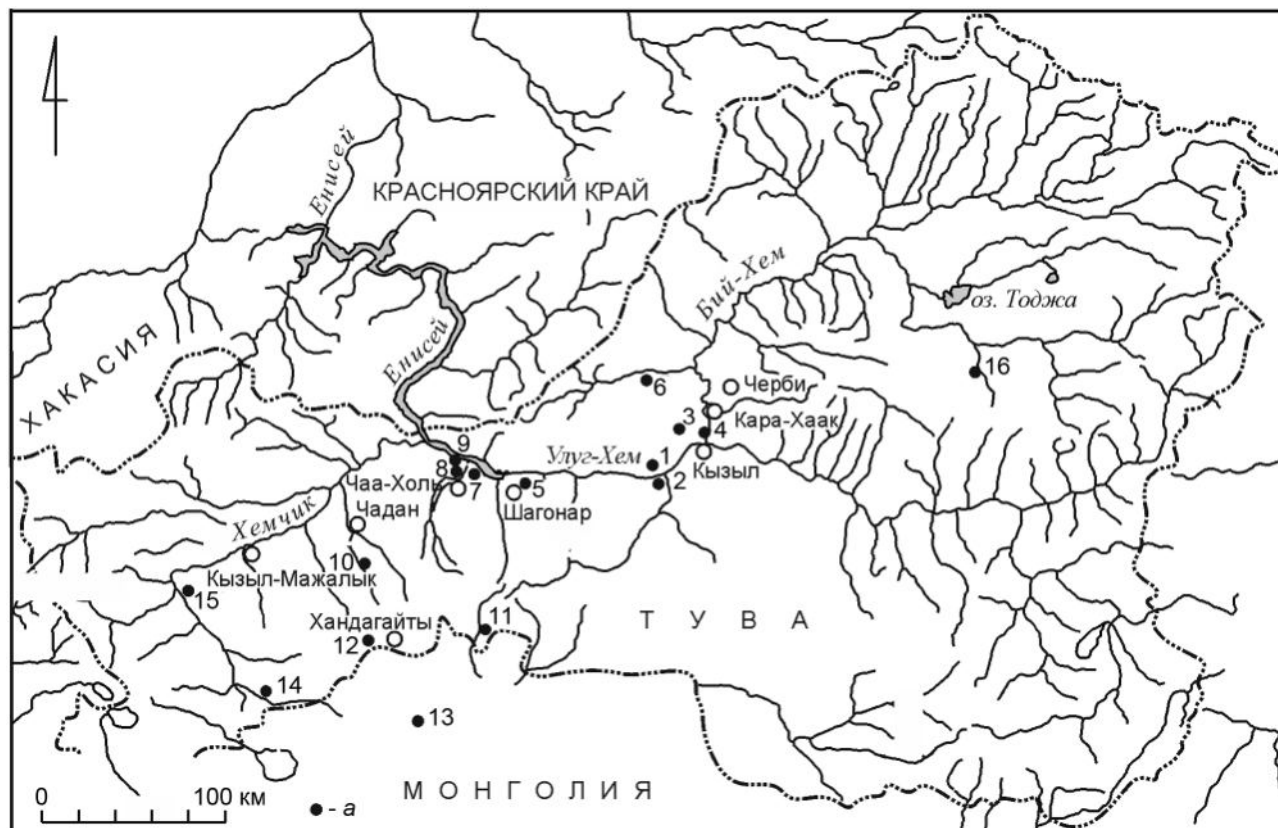 Енисей
КРАСНОЯРСКИЙ КРАЙ
Бий-Хем
оз. Тоджа
ХАКАСИЯ
Енисей
16
6
Черби
3
Кара-Хаак
4
9
Улуг-Хем
1
Кызыл
8
Чаа-Холь
7
5
2
Шагонар
Чадан
Хемчик
10
Кызыл-Мажалык
15
Хандагайты
11
ТУВА
12
14
13
0 100 км
- а
МОНГОЛИЯ